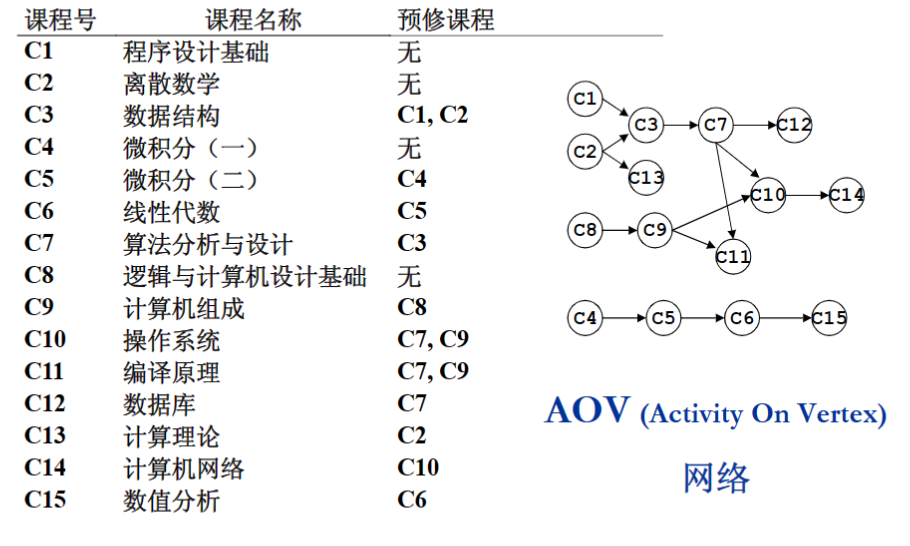 课程号 课程名称 预修课程
C1 程序设计基础 无
C2 离散数学 无
C3 数据结构 C1, C2
C4 微积分（一） 无
C5 微积分（二） C4
C6 线性代数 C5
C7 算法分析与设计 C3
C8 逻辑与计算机设计基础 无
C9 计算机组成 C8
C10 操作系统 C7, C9
C11 编译原理 C7, C9
C12 数据库 C7
C13 计算理论 C2
C14 计算机网络 C10
C15 数值分析 C6
C1
C3 C7 C12
C2
C13
C10 C14
C8 C9
C11
C4 C5 C6 C15
AOV (Activity On Vertex)
网络